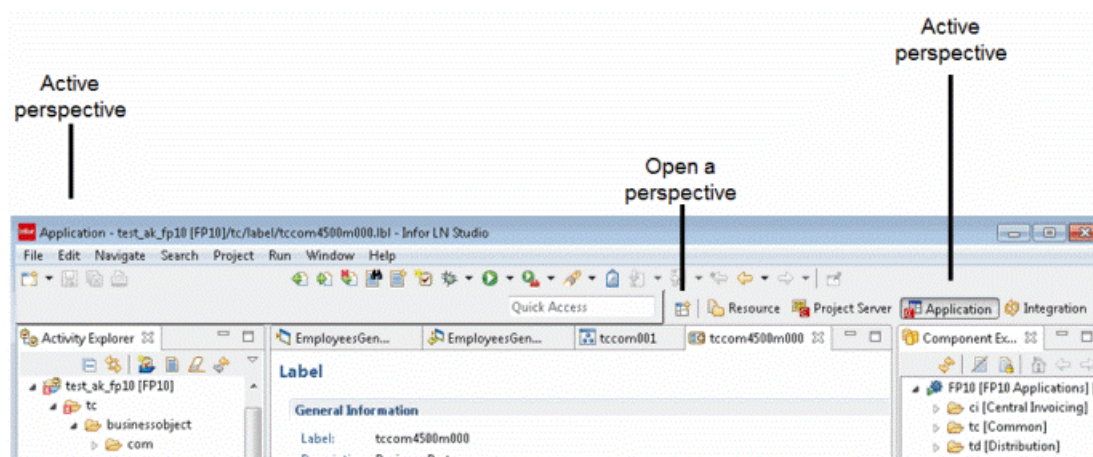 Active
perspective
Active
perspective
Open a
perspective
infor Application - test_ak_fp10 [FP10]/tc/label/tccom4500m000.lbl - Infor LN Studio
File Edit Navigate Search Project Run Window Help
Quick Access
Resource Project Server Application Integration
Activity Explorer
EmployeesGen... EmployeesGen... tccom001 tccom4500m000
Component Ex...
test_ak_fp10 [FP10]
tc
businessobject
com
Label
General Information
Label: tccom4500m000
FP10 [FP10 Applications]
ci [Central Invoicing]
tc [Common]
td [Distribution]